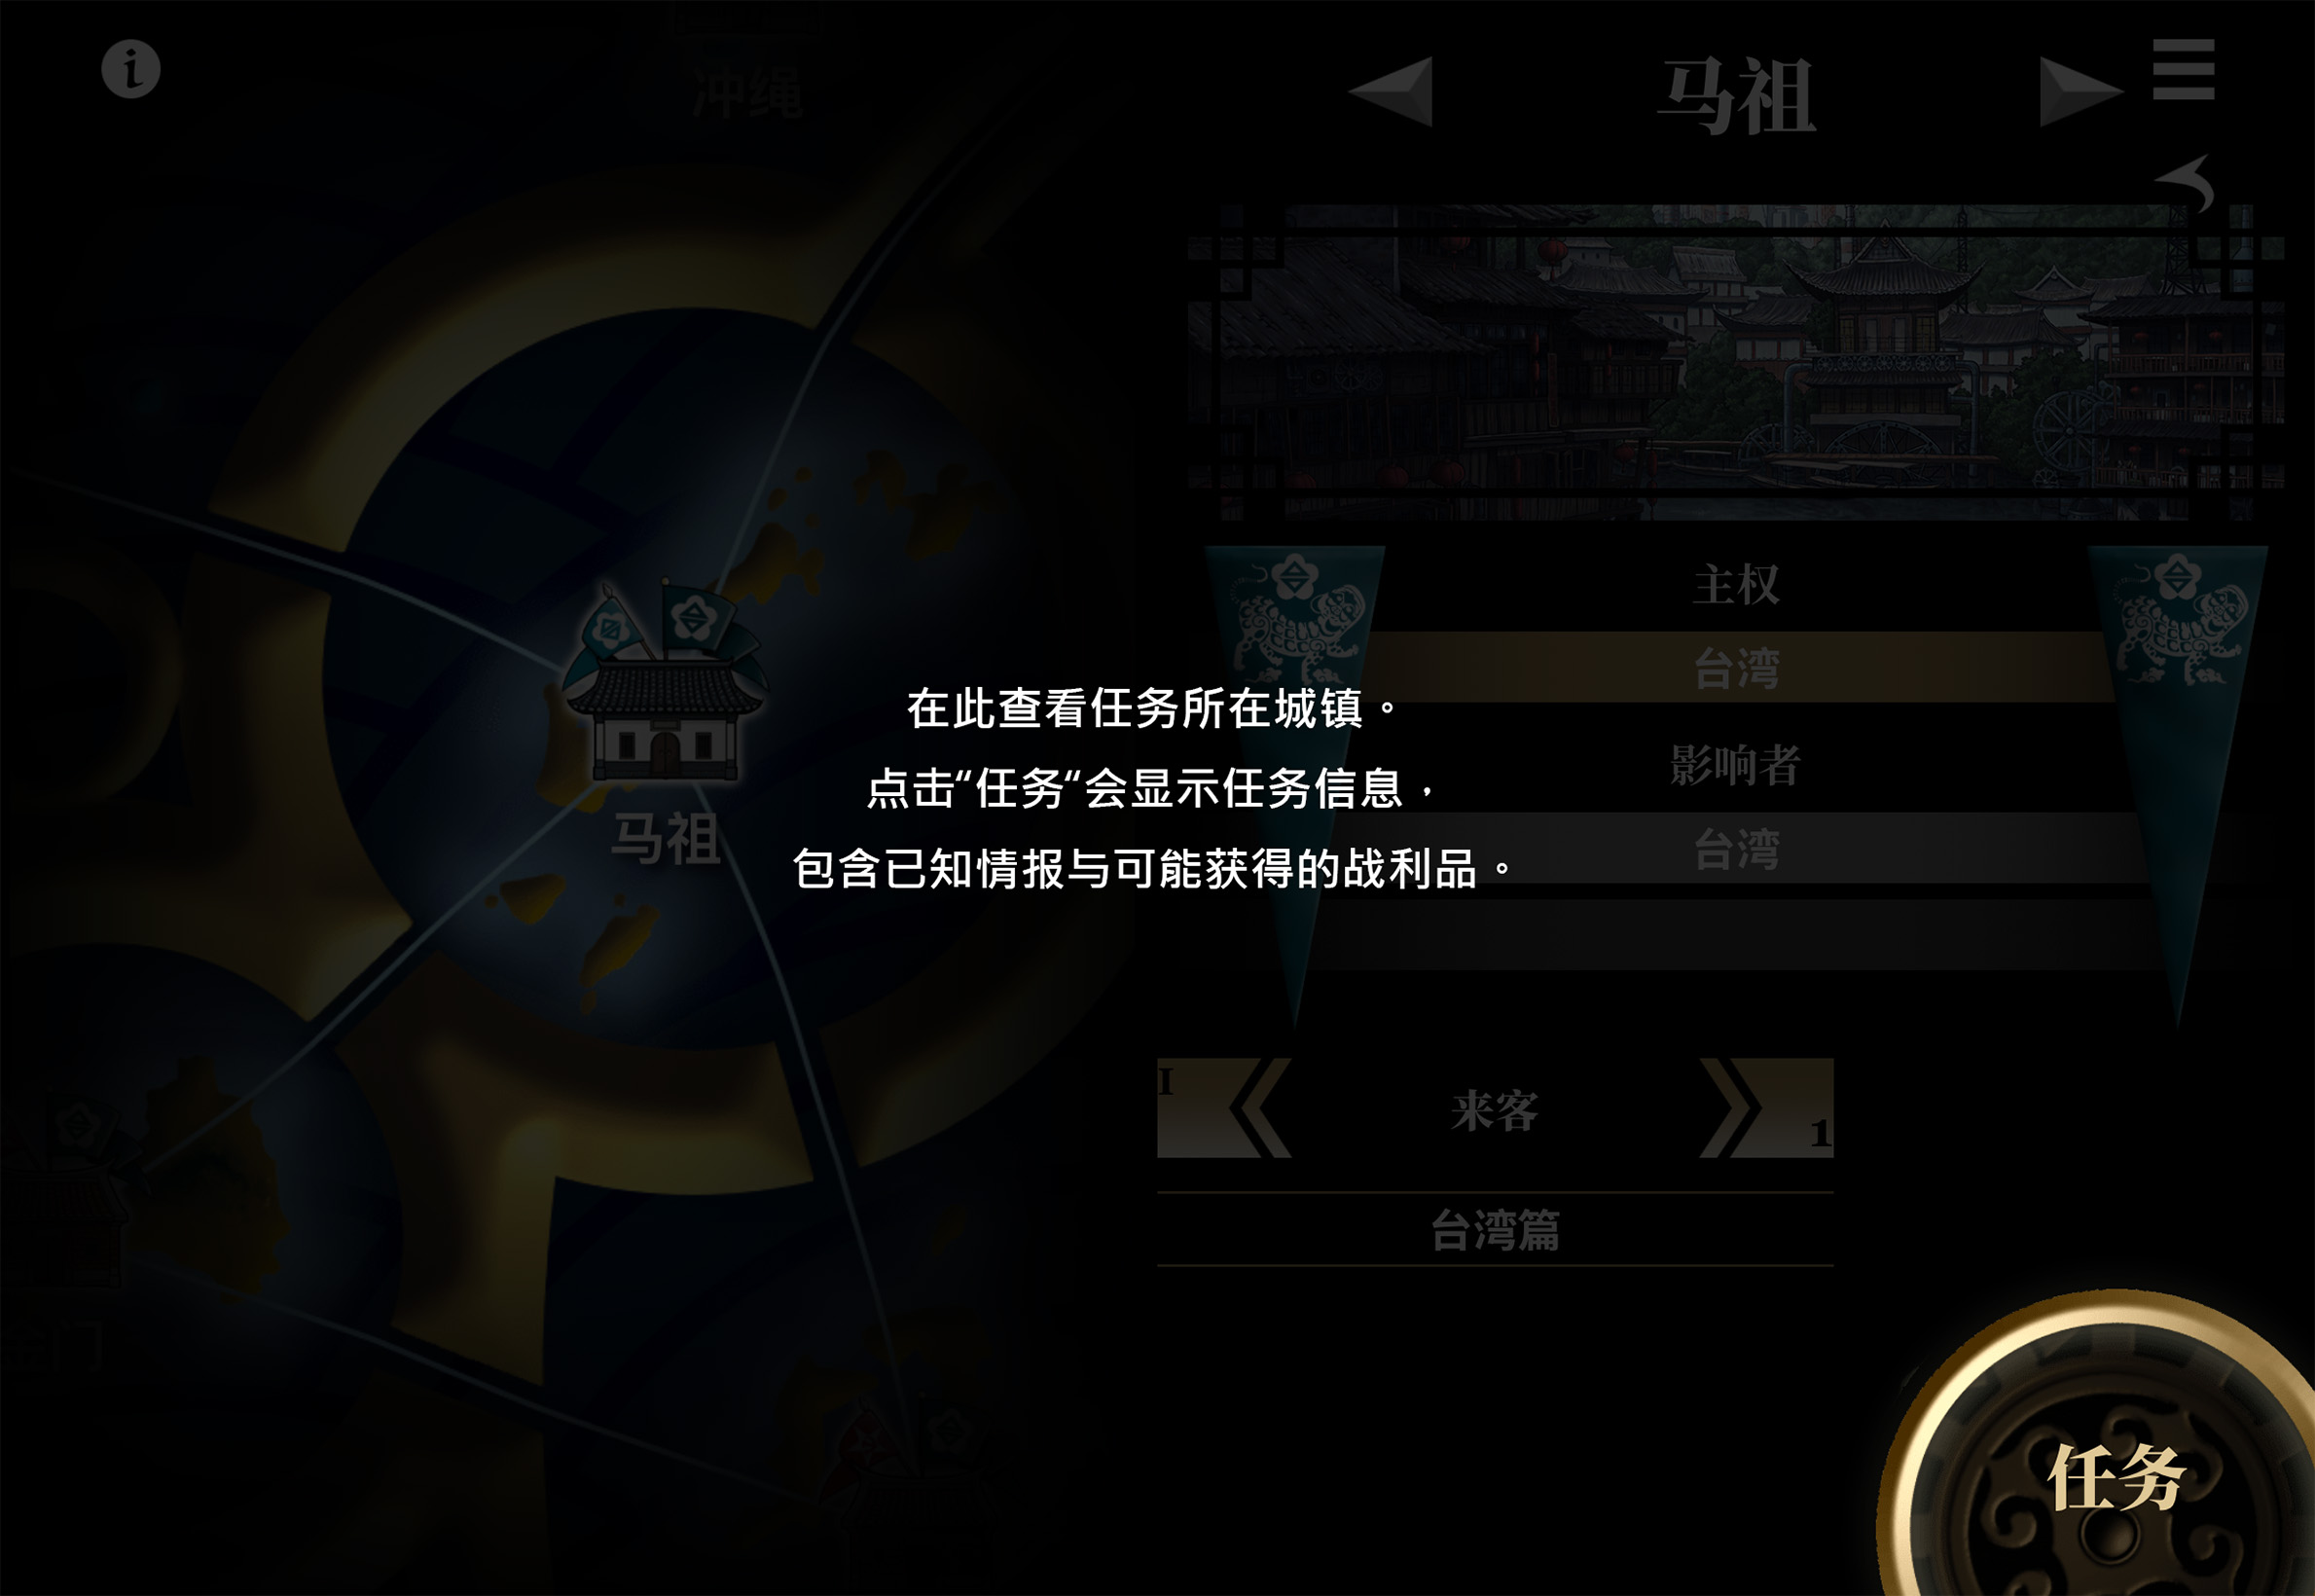 冲绳
马祖
主权
台湾
在此查看任务所在城镇。
点击“任务“会显示任务信息，
包含已知情报与可能获得的战利品。
影响者
台湾
马祖
I
来客
1
台湾篇
金门
任务